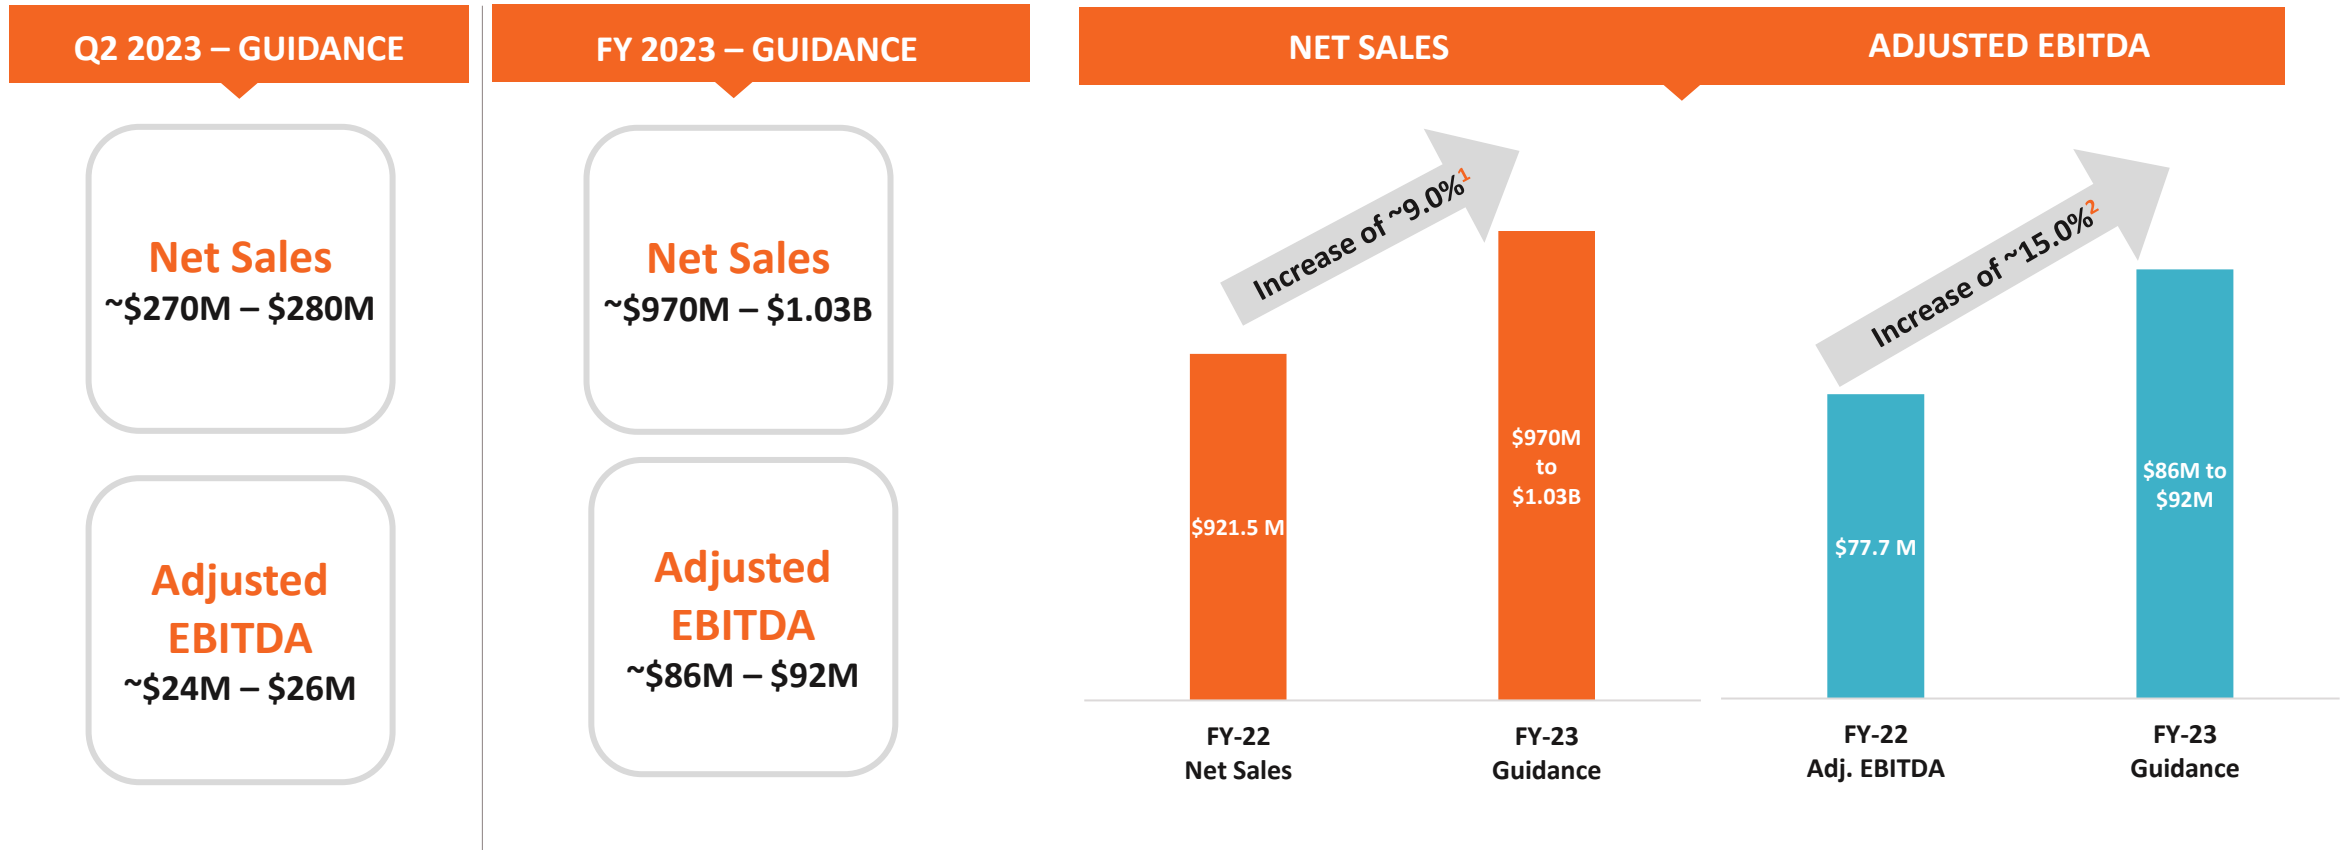 Q2 2023 – GUIDANCE
Net Sales
~$270M – $280M
Adjusted
EBITDA
~$24M – $26M
FY 2023 – GUIDANCE
Net Sales
~$970M – $1.03B
Adjusted
EBITDA
~$86M – $92M
NET SALES
Increase of ~9.0%1
$921.5 M
$970M
to
$1.03B
FY-22
Net Sales
FY-23
Guidance
ADJUSTED EBITDA
Increase of ~15.0%2
$77.7 M
$86M to
$92M
FY-22
Adj. EBITDA
FY-23
Guidance